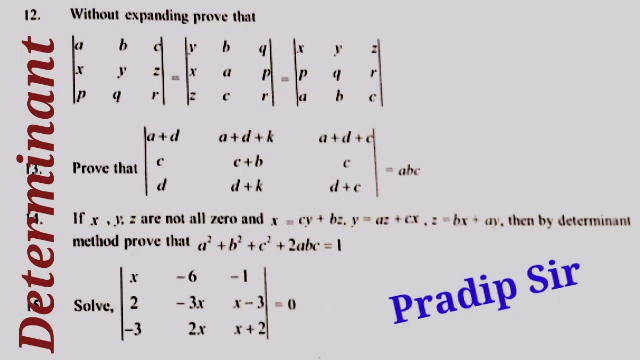 Determinant
12. Without expanding prove that
|a b c| |y b q| |x y z|
|x y z| = |x a p| = |p q r|
|p q r| |z c r| |a b c|
|a+d a+d+k a+d+c|
13. Prove that |c c+b c| = abc
|d d+k d+c|
14. If x , y, z are not all zero and x = cy + bz, y = az + cx , z = bx + ay, then by determinant
method prove that a² + b² + c² + 2abc = 1
|x -6 -1|
Solve, |2 -3x x-3| = 0
|-3 2x x+2|
Pradip Sir